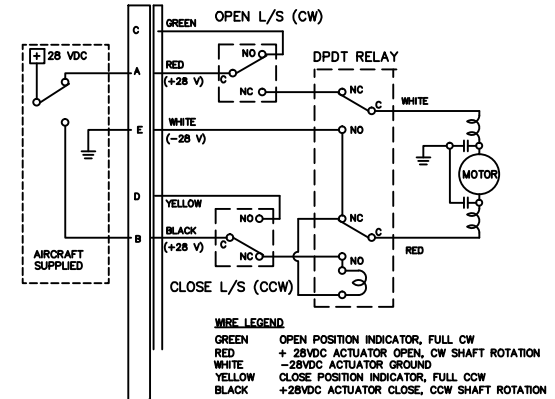 OPEN L/S (CW)
C
GREEN
+ 28 VDC
NO
DPDT RELAY
A
RED
(+28 V)
C
NC
NC
C
WHITE
E
WHITE
(-28 V)
NO
MOTOR
D
YELLOW
NO
NC
C
B
BLACK
(+28 V)
C
NC
NO
RED
AIRCRAFT
SUPPLIED
CLOSE L/S (CCW)
WIRE LEGEND
GREEN OPEN POSITION INDICATOR, FULL CW
RED + 28VDC ACTUATOR OPEN, CW SHAFT ROTATION
WHITE -28VDC ACTUATOR GROUND
YELLOW CLOSE POSITION INDICATOR, FULL CCW
BLACK +28VDC ACTUATOR CLOSE, CCW SHAFT ROTATION